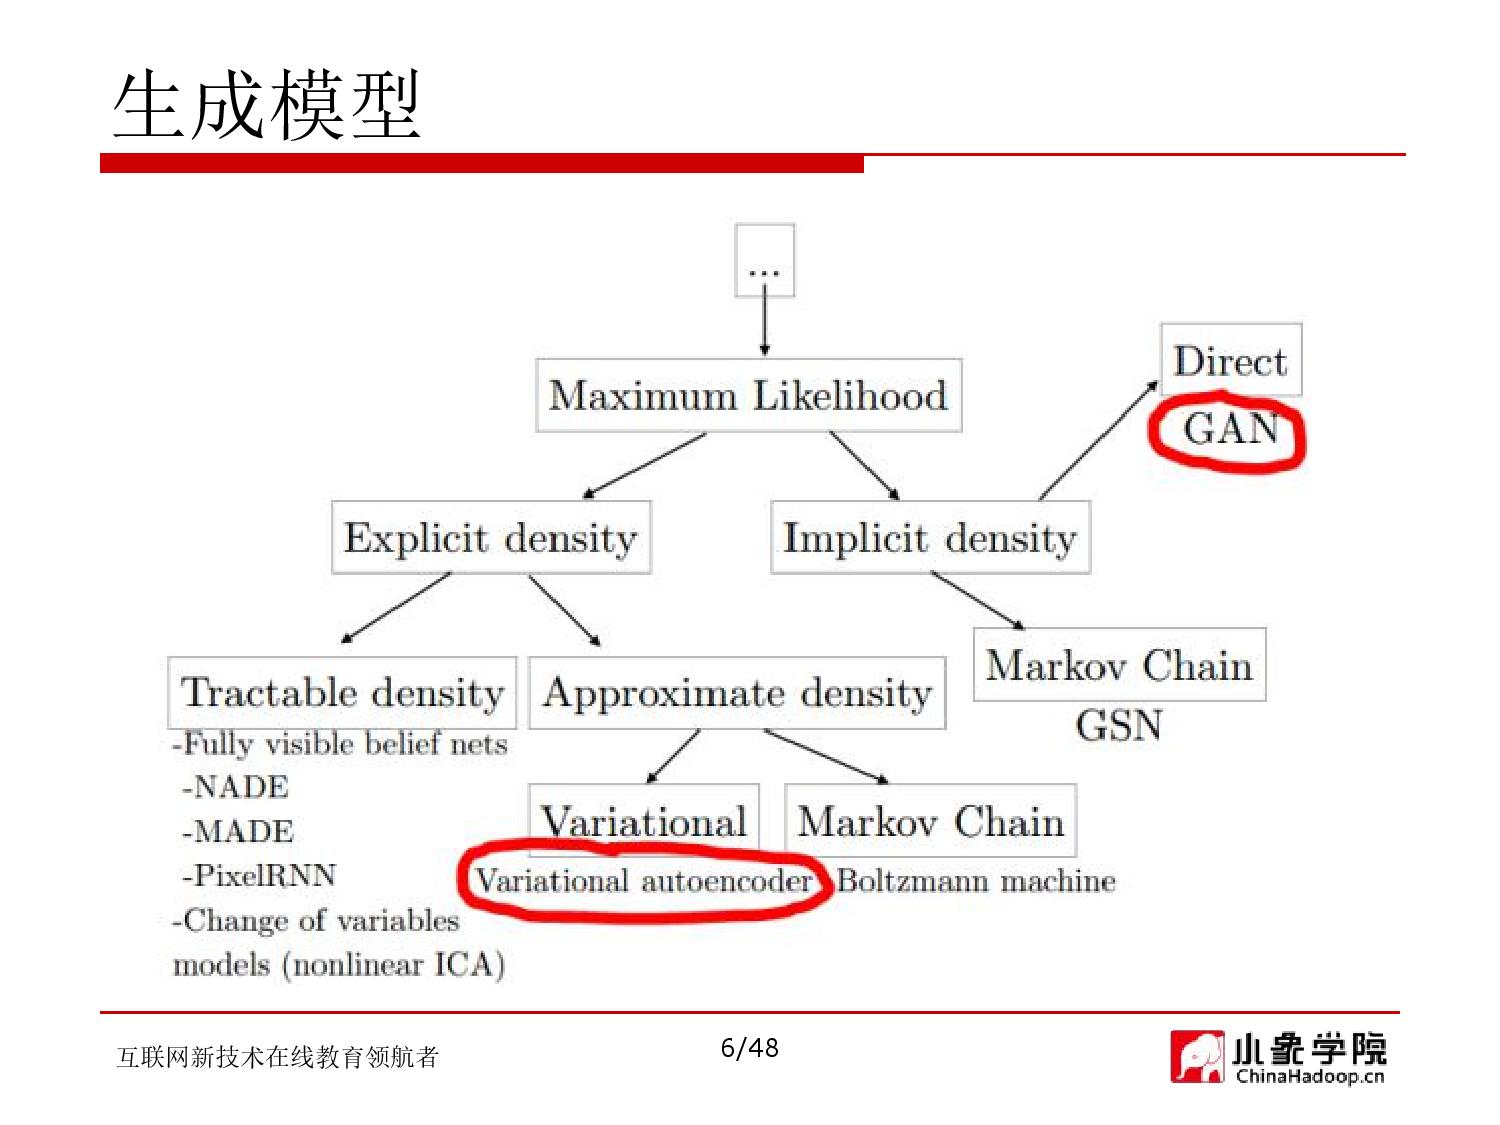 生成模型
...
Maximum Likelihood
Direct
GAN
Explicit density
Implicit density
Tractable density
-Fully visible belief nets
-NADE
-MADE
-PixelRNN
-Change of variables
models (nonlinear ICA)
Approximate density
Variational
Variational autoencoder
Markov Chain
Boltzmann machine
Markov Chain
GSN
互联网新技术在线教育领航者
6/48
小象学院
ChinaHadoop.cn